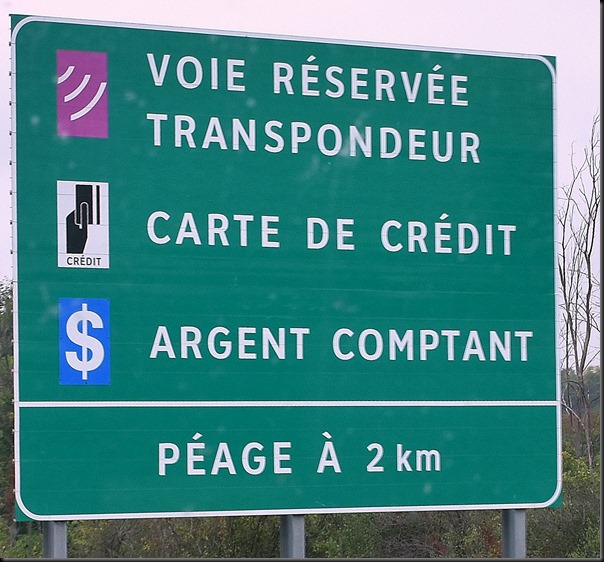 VOIE RÉSERVÉE
TRANSPONDEUR
CRÉDIT
CARTE DE CRÉDIT
$
ARGENT COMPTANT
PÉAGE À 2 km